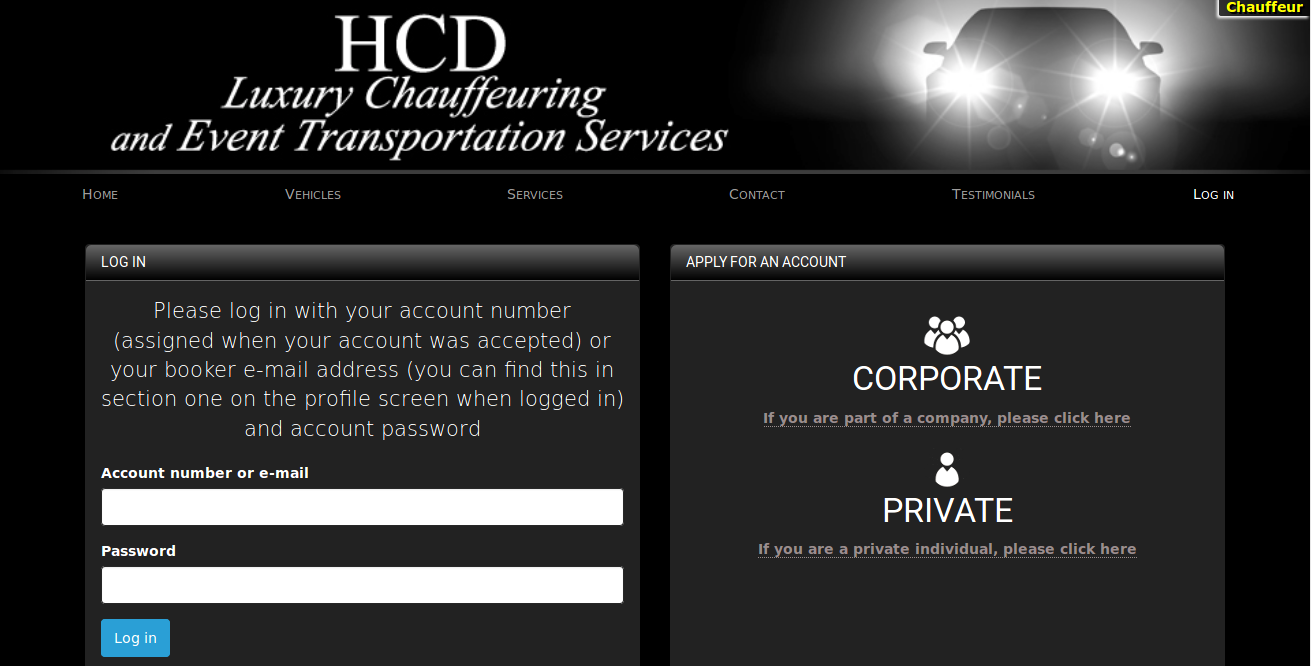 Chauffeur
HCD
Luxury Chauffeuring
and Event Transportation Services
Home
Vehicles
Services
Contact
Testimonials
Log in
LOG IN
Please log in with your account number
(assigned when your account was accepted) or
your booker e-mail address (you can find this in
section one on the profile screen when logged in)
and account password
Account number or e-mail
Password
Log in
APPLY FOR AN ACCOUNT
CORPORATE
If you are part of a company, please click here
PRIVATE
If you are a private individual, please click here